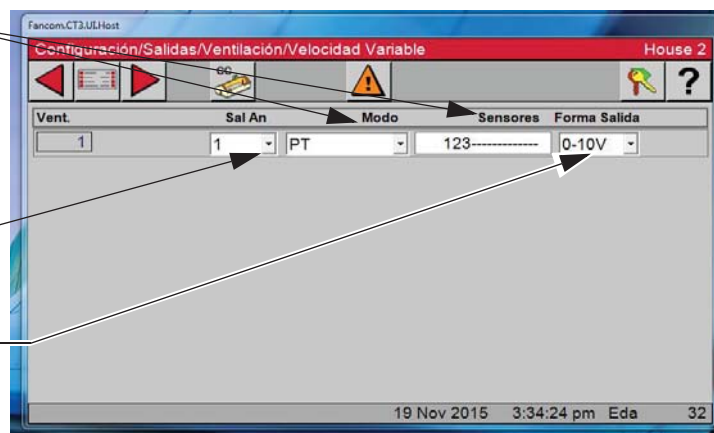 Fancom.CT3.UI.Host
Configuración/Salidas/Ventilación/Velocidad Variable House 2
?
Vent. Sal An Modo Sensores Forma Salida
1 1 PT 123------------- 0-10V
19 Nov 2015 3:34:24 pm Eda 32